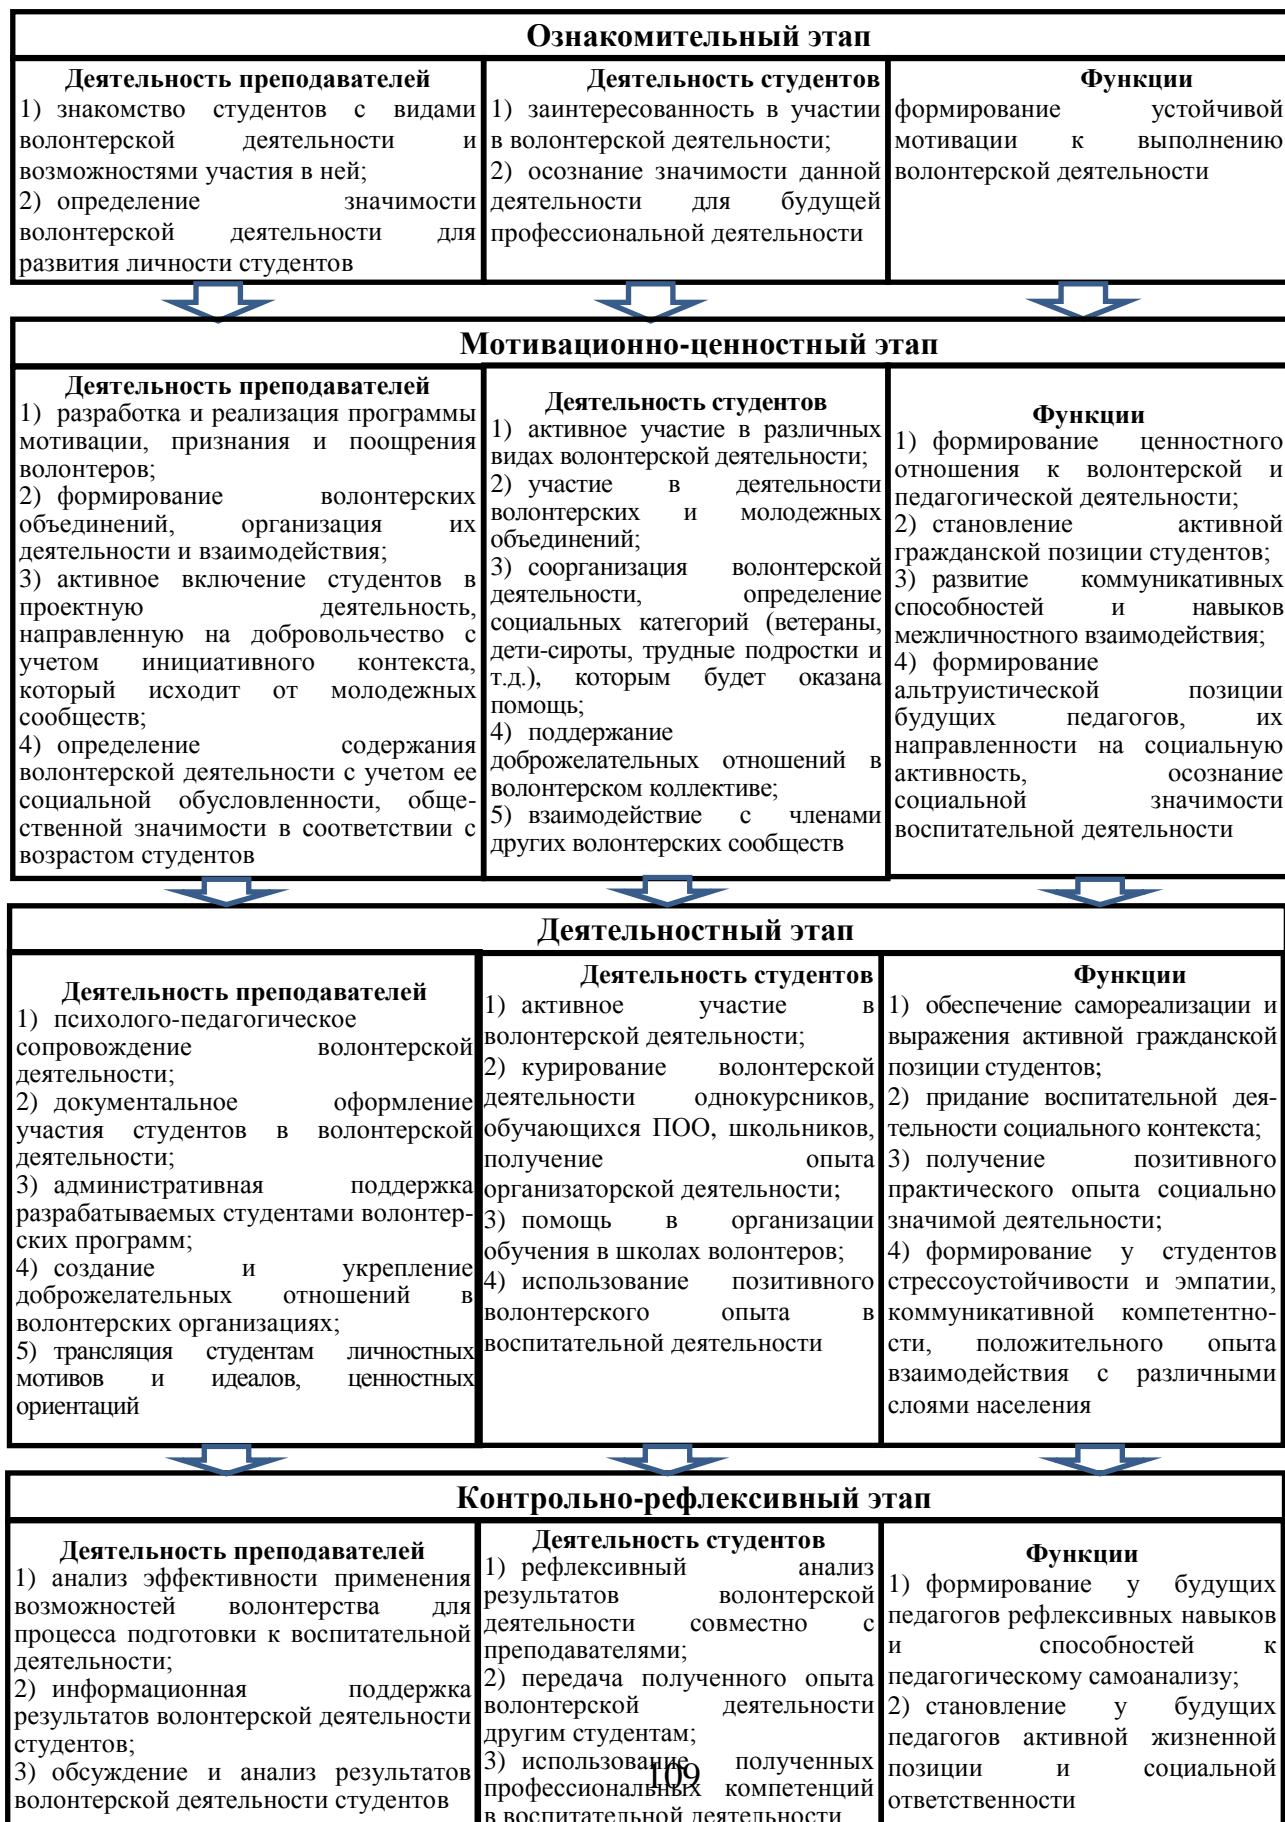 Ознакомительный этап
Деятельность преподавателей
1) знакомство студентов с видами
волонтерской деятельности и
возможностями участия в ней;
2) определение значимости
волонтерской деятельности для
развития личности студентов
Деятельность студентов
1) заинтересованность в участии
в волонтерской деятельности;
2) осознание значимости данной
деятельности для будущей
профессиональной деятельности
Функции
формирование устойчивой
мотивации к выполнению
волонтерской деятельности
Мотивационно-ценностный этап
Деятельность преподавателей
1) разработка и реализация программы
мотивации, признания и поощрения
волонтеров;
2) формирование волонтерских
объединений, организация их
деятельности и взаимодействия;
3) активное включение студентов в
проектную деятельность,
направленную на добровольчество с
учетом инициативного контекста,
который исходит от молодежных
сообществ;
4) определение содержания
волонтерской деятельности с учетом ее
социальной обусловленности, обще-
ственной значимости в соответствии с
возрастом студентов
Деятельность студентов
1) активное участие в различных
видах волонтерской деятельности;
2) участие в деятельности
волонтерских и молодежных
объединений;
3) соорганизация волонтерской
деятельности, определение
социальных категорий (ветераны,
дети-сироты, трудные подростки и
т.д.), которым будет оказана
помощь;
4) поддержание
доброжелательных отношений в
волонтерском коллективе;
5) взаимодействие с членами
других волонтерских сообществ
Функции
1) формирование ценностного
отношения к волонтерской и
педагогической деятельности;
2) становление активной
гражданской позиции студентов;
3) развитие коммуникативных
способностей и навыков
межличностного взаимодействия;
4) формирование
альтруистической позиции
будущих педагогов, их
направленности на социальную
активность, осознание
социальной значимости
воспитательной деятельности
Деятельностный этап
Деятельность преподавателей
1) психолого-педагогическое
сопровождение волонтерской
деятельности;
2) документальное оформление
участия студентов в волонтерской
деятельности;
3) административная поддержка
разрабатываемых студентами волонтер-
ских программ;
4) создание и укрепление
доброжелательных отношений в
волонтерских организациях;
5) трансляция студентам личностных
мотивов и идеалов, ценностных
ориентаций
Деятельность студентов
1) активное участие в
волонтерской деятельности;
2) курирование волонтерской
деятельности однокурсников,
обучающихся ПОО, школьников,
получение опыта
организаторской деятельности;
3) помощь в организации
обучения в школах волонтеров;
4) использование позитивного
волонтерского опыта в
воспитательной деятельности
Функции
1) обеспечение самореализации и
выражения активной гражданской
позиции студентов;
2) придание воспитательной дея-
тельности социального контекста;
3) получение позитивного
практического опыта социально
значимой деятельности;
4) формирование у студентов
стрессоустойчивости и эмпатии,
коммуникативной компетентно-
сти, положительного опыта
взаимодействия с различными
слоями населения
Контрольно-рефлексивный этап
Деятельность преподавателей
1) анализ эффективности применения
возможностей волонтерства для
процесса подготовки к воспитательной
деятельности;
2) информационная поддержка
результатов волонтерской деятельности
студентов;
3) обсуждение и анализ результатов
волонтерской деятельности студентов
Деятельность студентов
1) рефлексивный анализ
результатов волонтерской
деятельности совместно с
преподавателями;
2) передача полученного опыта
волонтерской деятельности
другим студентам;
3) использование полученных
профессиональных компетенций
в воспитательной деятельности
Функции
1) формирование у будущих
педагогов рефлексивных навыков
и способностей к
педагогическому самоанализу;
2) становление у будущих
педагогов активной жизненной
позиции и социальной
ответственности
109